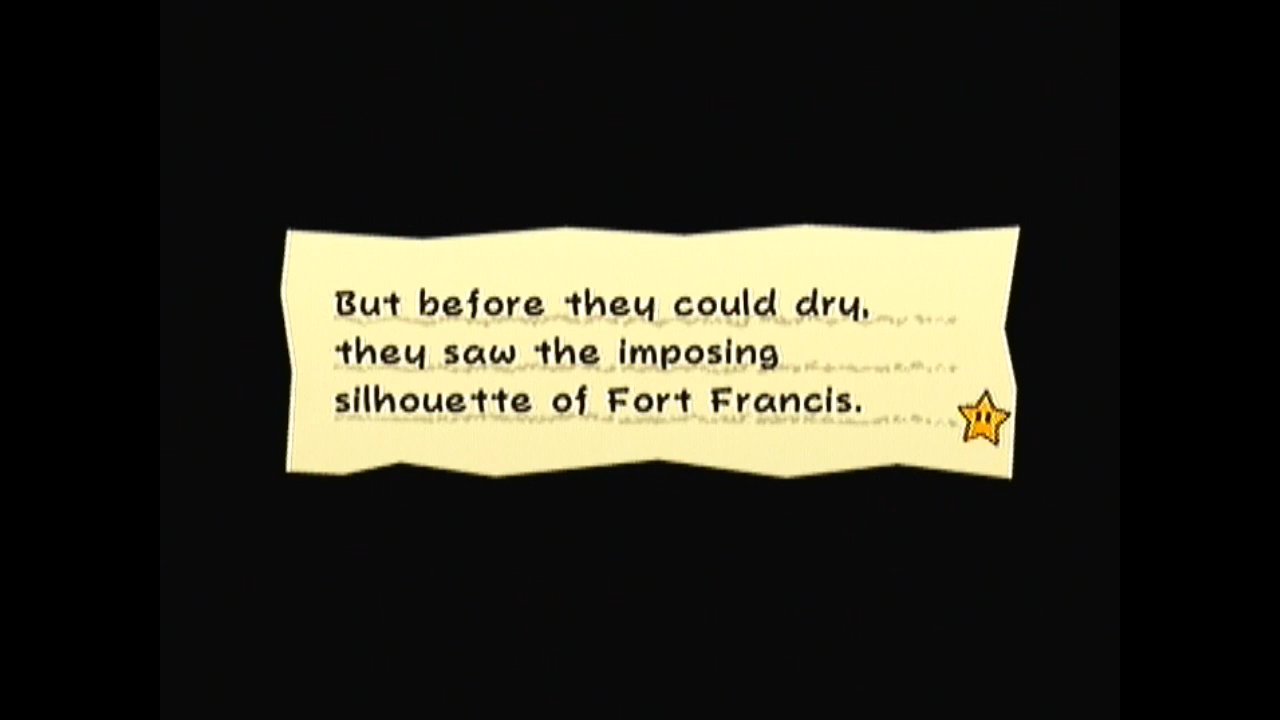 But before they could dry,
they saw the imposing
silhouette of Fort Francis.